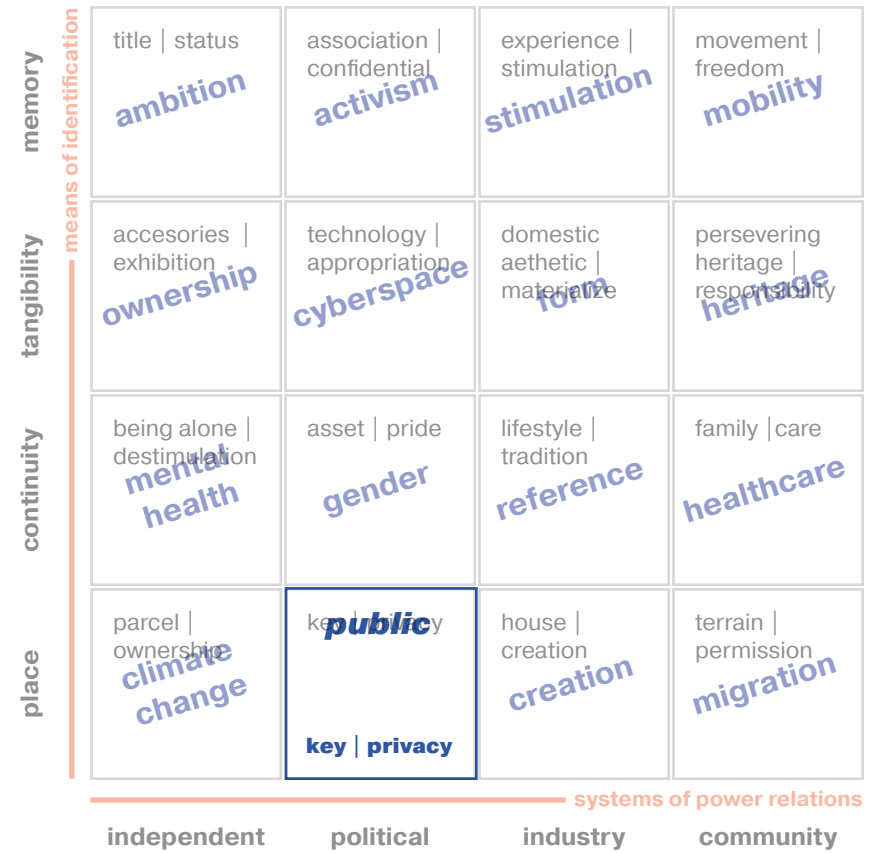 means of identification
memory
title | status
ambition
association |
confidential
activism
experience |
stimulation
stimulation
movement |
freedom
mobility
tangibility
accesories |
exhibition
ownership
technology |
appropriation
cyberspace
domestic
aethetic |
materialize
form
persevering
heritage |
responsibility
heritage
continuity
being alone |
destimulation
mental
health
asset | pride
gender
lifestyle |
tradition
reference
family |care
healthcare
place
parcel |
ownership
climate
change
key | privacy
public
key | privacy
house |
creation
creation
terrain |
permission
migration
systems of power relations
independent
political
industry
community